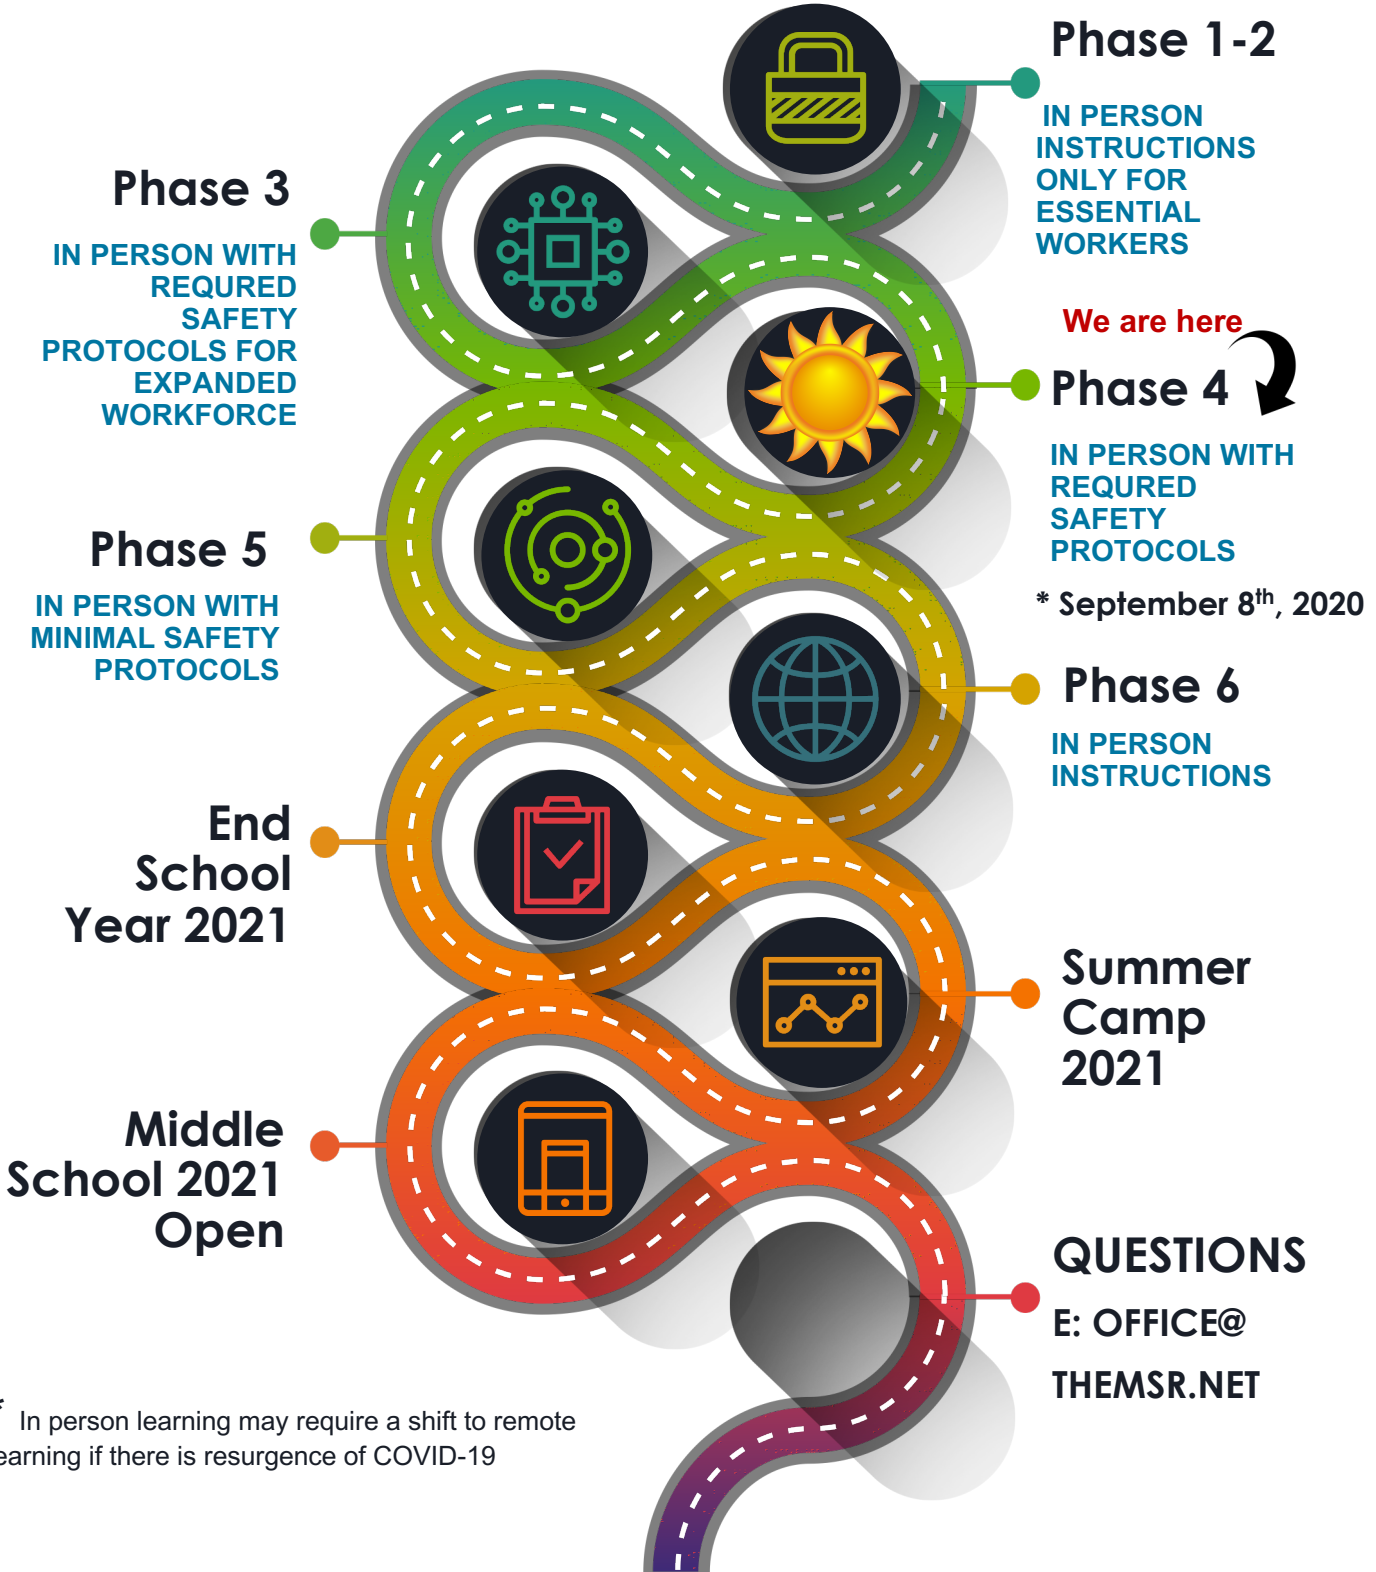 Phase 1-2
IN PERSON
INSTRUCTIONS
ONLY FOR
ESSENTIAL
WORKERS
Phase 3
IN PERSON WITH
REQURED
SAFETY
PROTOCOLS FOR
EXPANDED
WORKFORCE
We are here
Phase 4
IN PERSON WITH
REQURED
SAFETY
PROTOCOLS
* September 8th, 2020
Phase 5
IN PERSON WITH
MINIMAL SAFETY
PROTOCOLS
Phase 6
IN PERSON
INSTRUCTIONS
End
School
Year 2021
Summer
Camp
2021
Middle
School 2021
Open
QUESTIONS
E: OFFICE@
THEMSR.NET
* In person learning may require a shift to remote
earning if there is resurgence of COVID-19